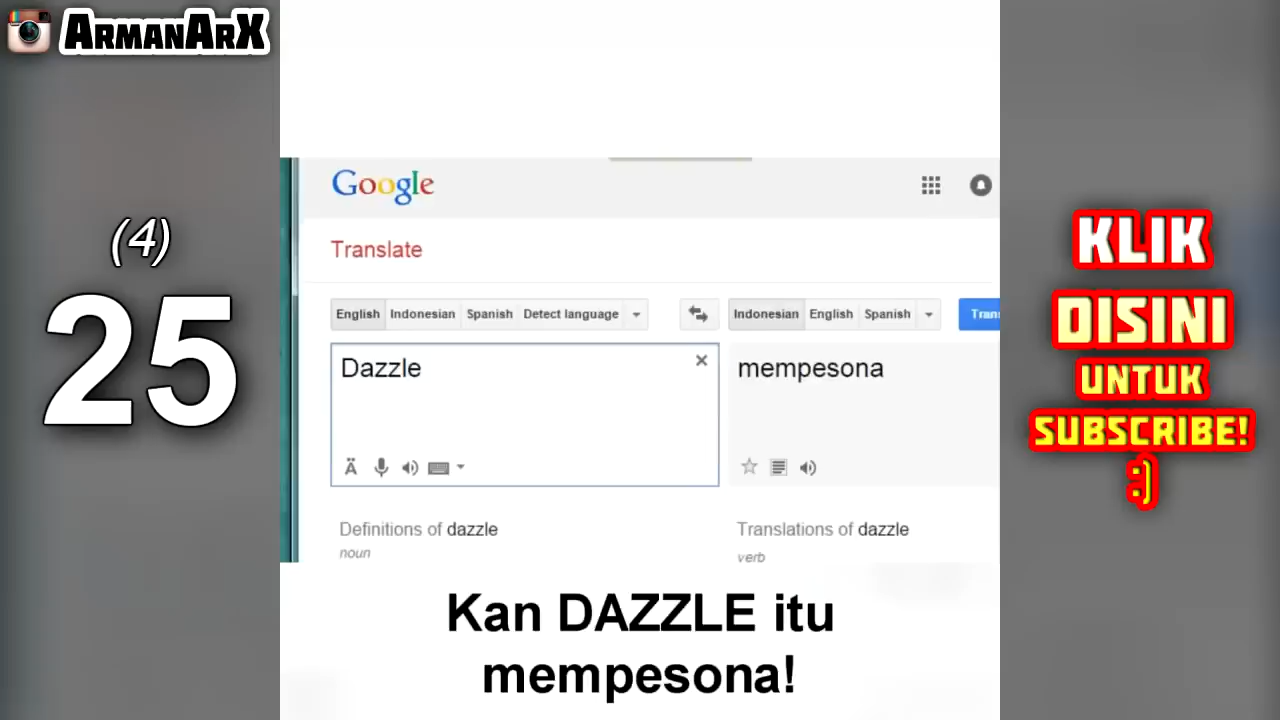 ArmanArX
(4)
25
Google
Translate
English Indonesian Spanish Detect language
Indonesian English Spanish
Tran
Dazzle
mempesona
Ä
Definitions of dazzle
noun
Translations of dazzle
verb
Kan DAZZLE itu
mempesona!
KLIK
DISINI
UNTUK
SUBSCRIBE!
:)